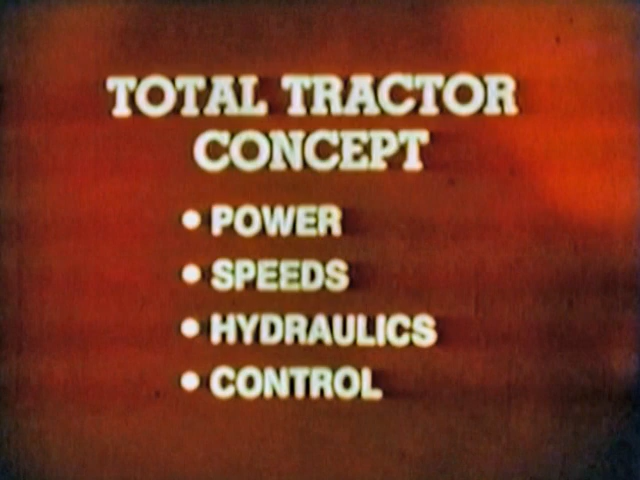 TOTAL TRACTOR
CONCEPT
• POWER
• SPEEDS
• HYDRAULICS
• CONTROL